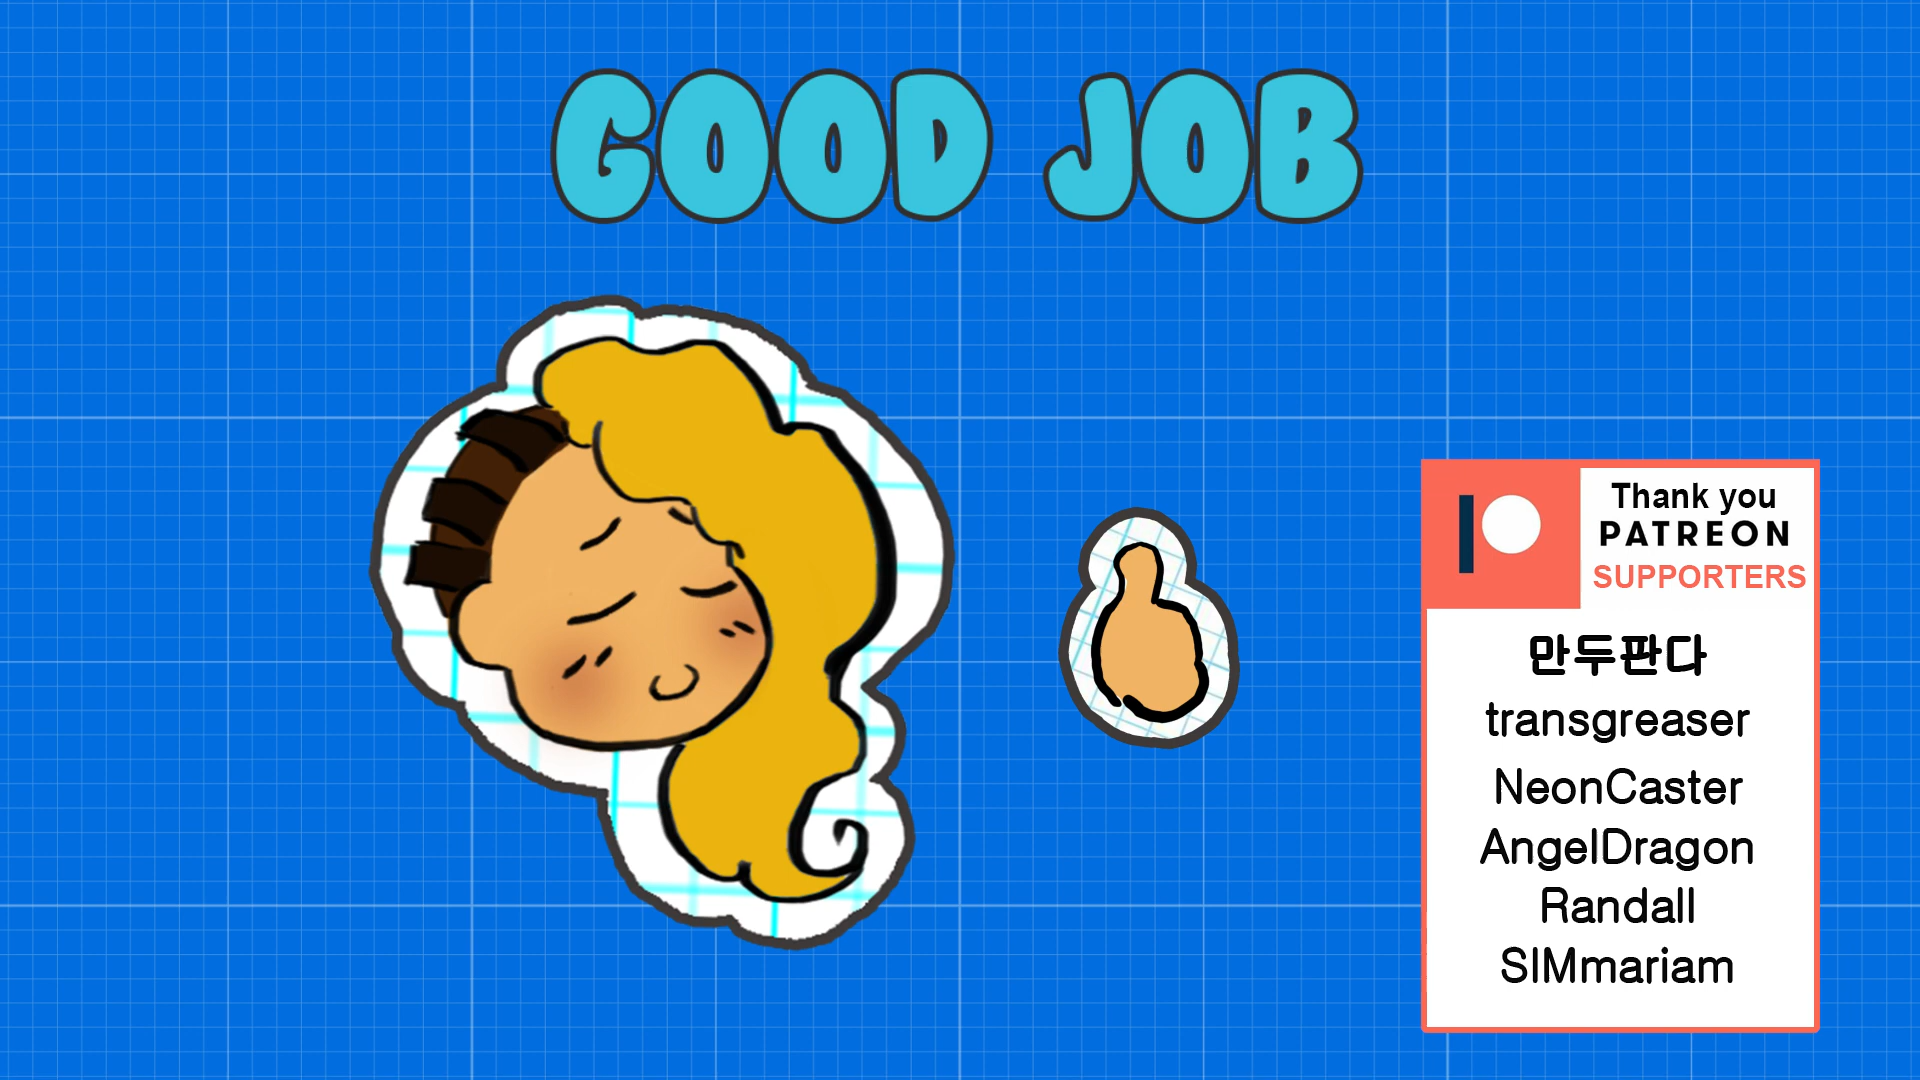 GOOD JOB
Thank you
PATREON
SUPPORTERS
만두판다
transgreaser
NeonCaster
AngelDragon
Randall
SIMmariam